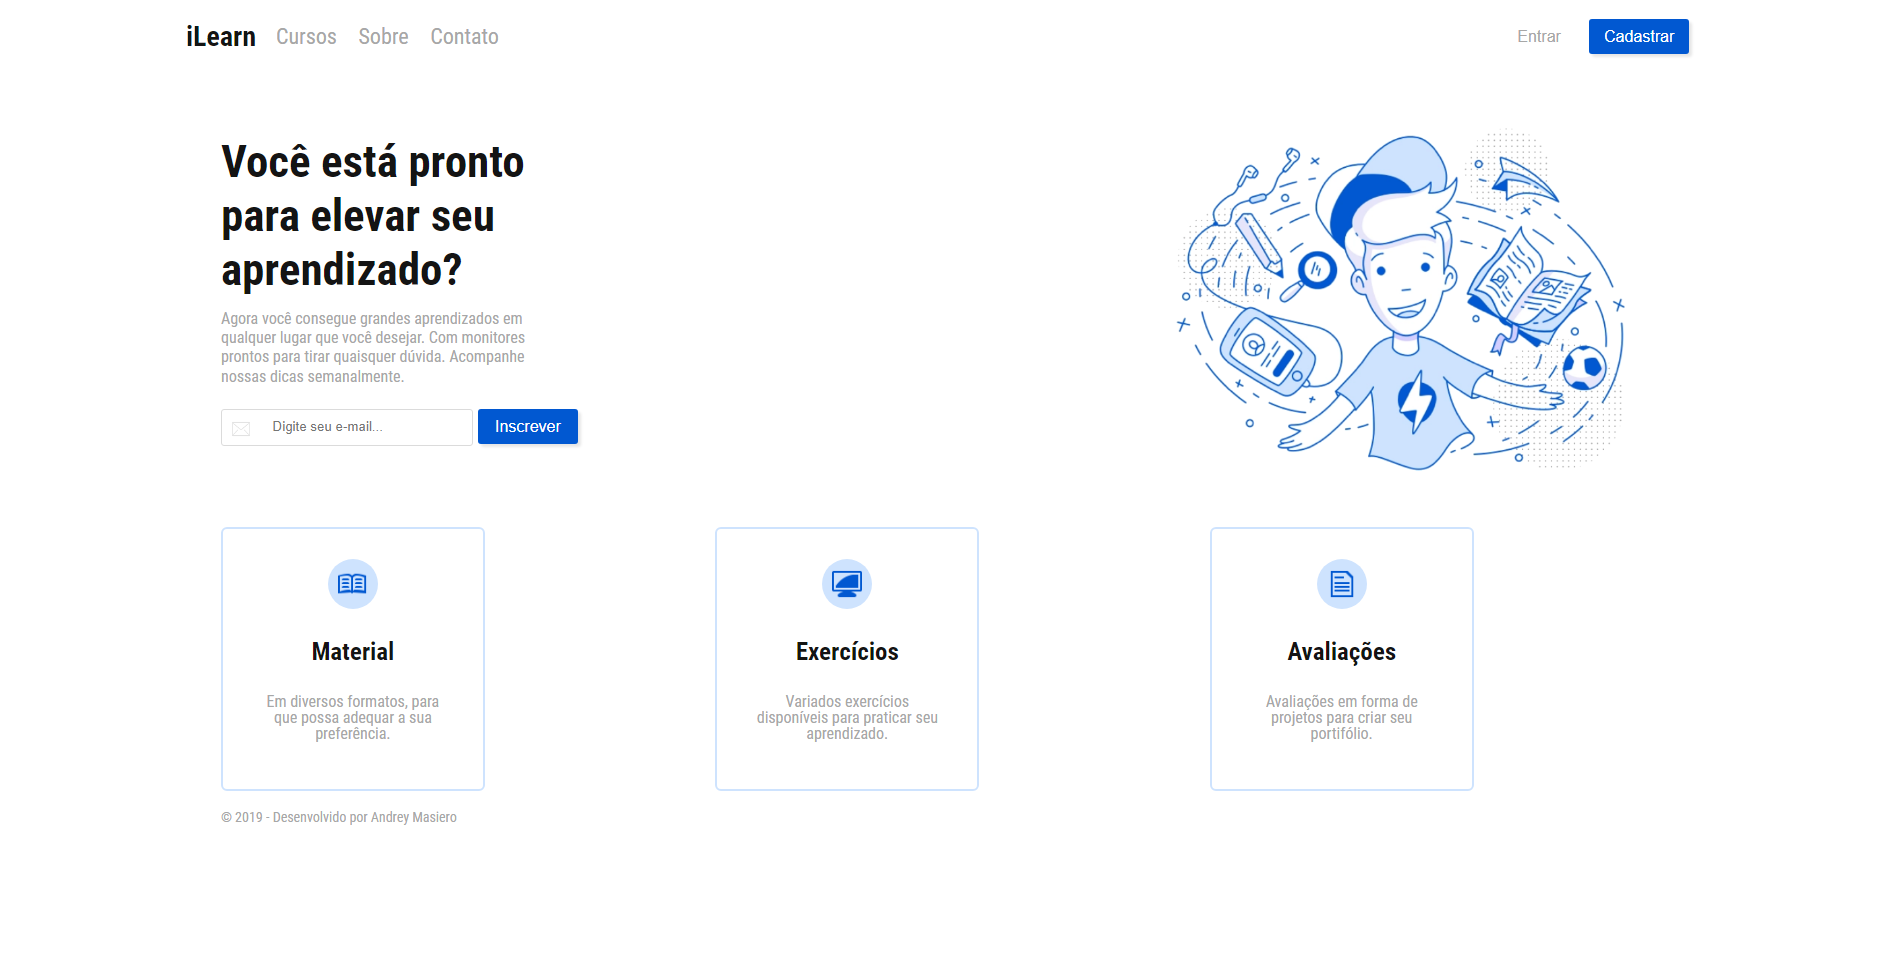 iLearn Cursos Sobre Contato Entrar Cadastrar
Você está pronto
para elevar seu
aprendizado?
Agora você consegue grandes aprendizados em
qualquer lugar que você desejar. Com monitores
prontos para tirar quaisquer dúvida. Acompanhe
nossas dicas semanalmente.
Digite seu e-mail... Inscrever
Material
Em diversos formatos, para
que possa adequar a sua
preferência.
Exercícios
Variados exercícios
disponíveis para praticar seu
aprendizado.
Avaliações
Avaliações em forma de
projetos para criar seu
portifólio.
© 2019 - Desenvolvido por Andrey Masiero